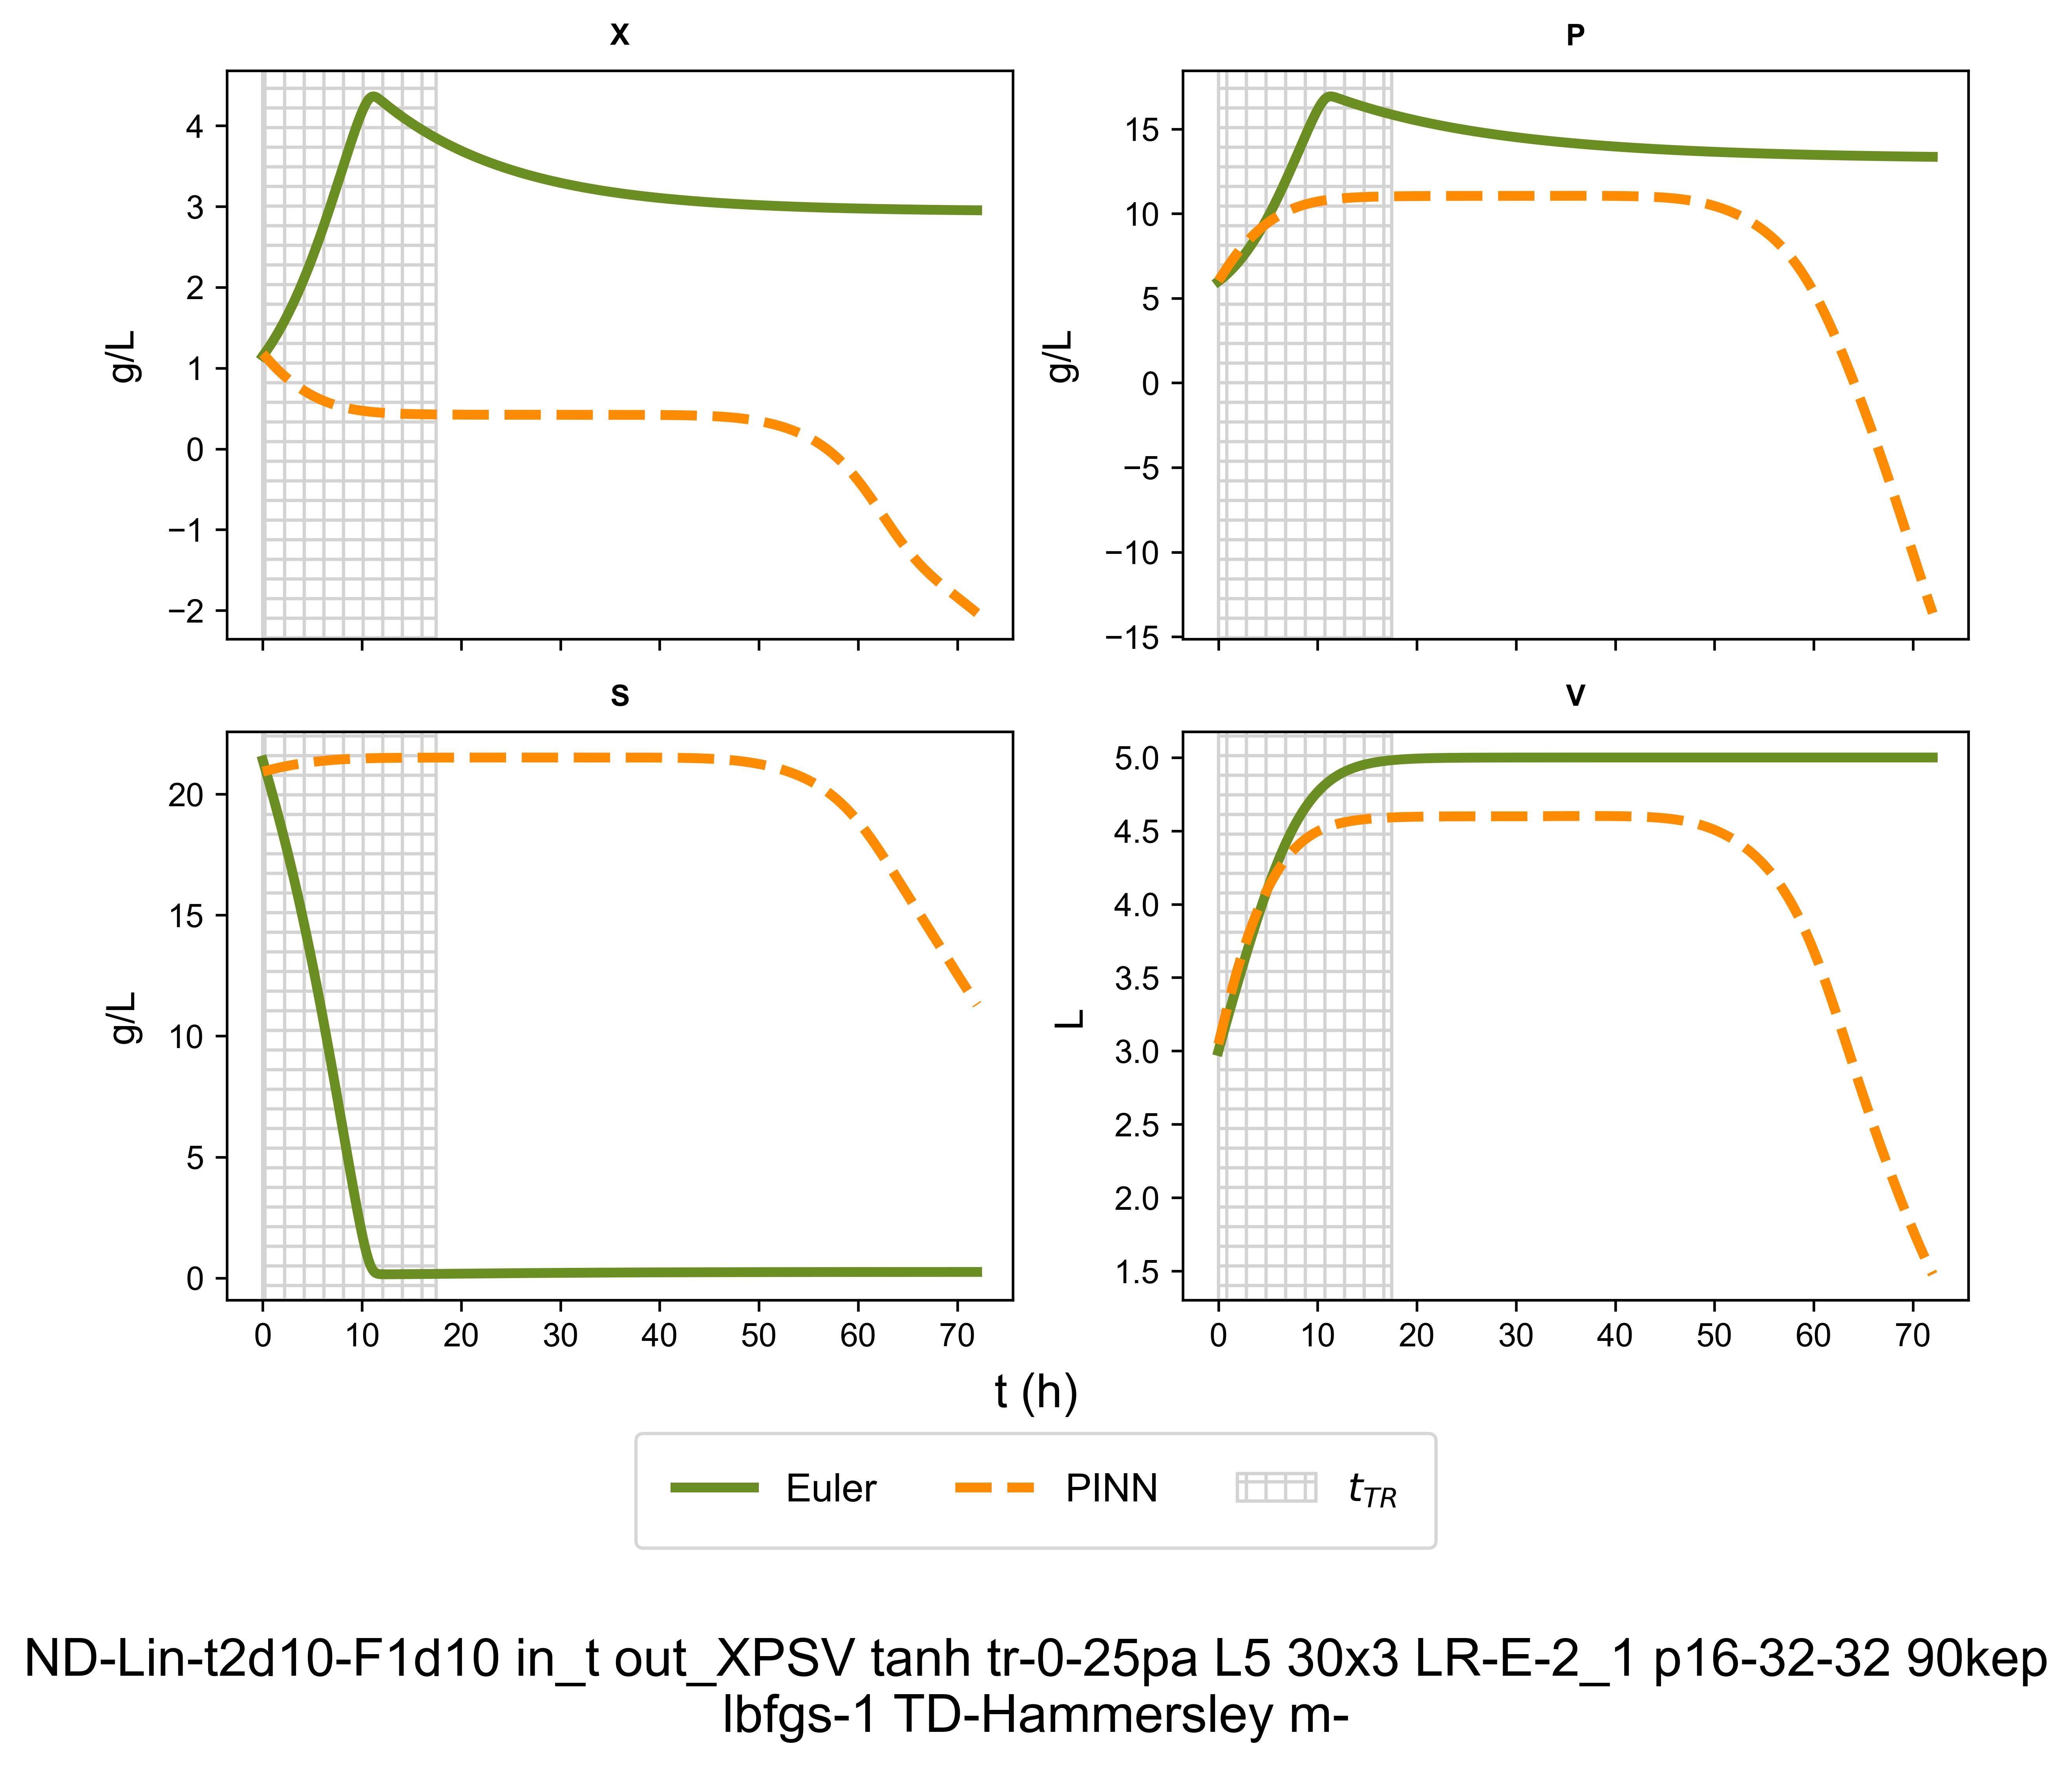 X
P
4
3
2
1
0
−1
−2
g/L
15
10
5
0
−5
−10
−15
g/L
S
V
20
15
10
5
0
g/L
5.0
4.5
4.0
3.5
3.0
2.5
2.0
1.5
L
0 10 20 30 40 50 60 70
0 10 20 30 40 50 60 70
t (h)
Euler PINN tTR
ND-Lin-t2d10-F1d10 in_t out_XPSV tanh tr-0-25pa L5 30x3 LR-E-2_1 p16-32-32 90kep
lbfgs-1 TD-Hammersley m-